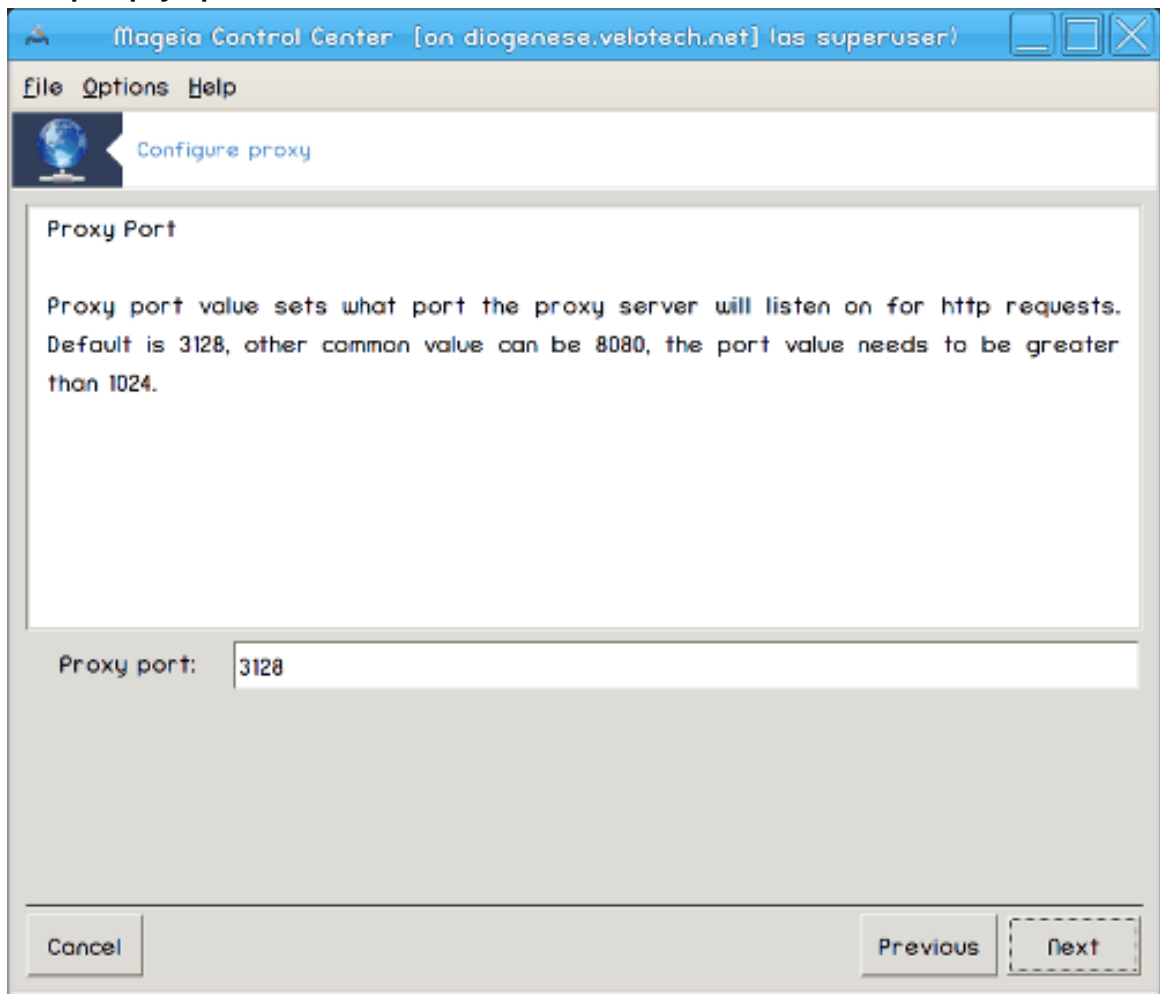 Mageia Control Center [on diogenese.velotech.net] (as superuser)
File Options Help
Configure proxy
Proxy Port
Proxy port value sets what port the proxy server will listen on for http requests.
Default is 3128, other common value can be 8080, the port value needs to be greater
than 1024.
Proxy port: 3128
Cancel Previous Next